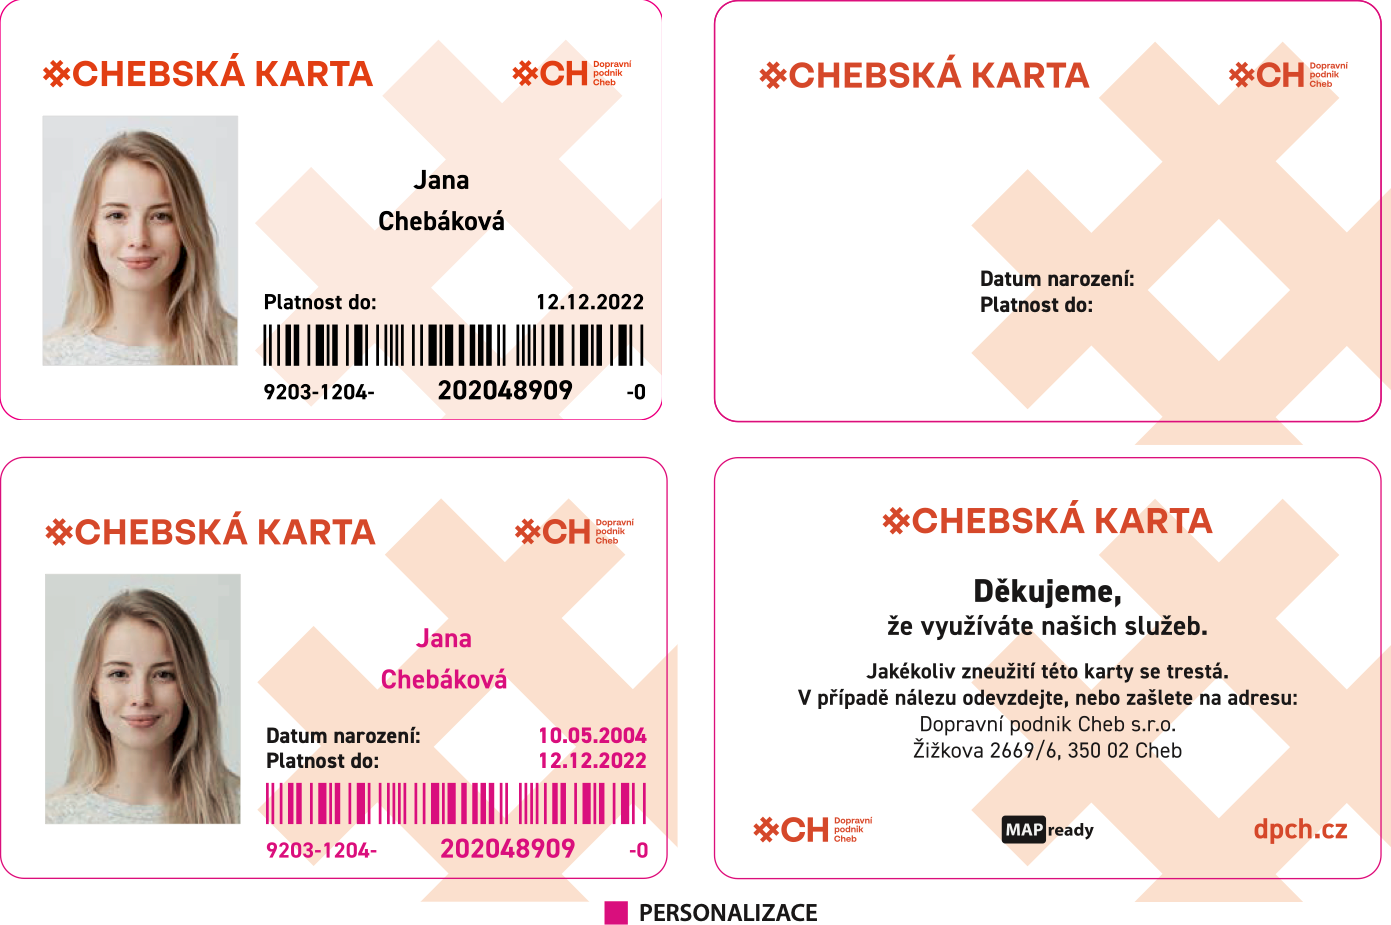 CHEBSKÁ KARTA
CH Dopravní
podnik
Cheb
Jana
Chebáková
Platnost do: 12.12.2022
9203-1204- 202048909 -0
CHEBSKÁ KARTA
CH Dopravní
podnik
Cheb
Datum narození:
Platnost do:
CHEBSKÁ KARTA
CH Dopravní
podnik
Cheb
Jana
Chebáková
Datum narození: 10.05.2004
Platnost do: 12.12.2022
9203-1204- 202048909 -0
CHEBSKÁ KARTA
Děkujeme,
že využíváte našich služeb.
Jakékoliv zneužití této karty se trestá.
V případě nálezu odevzdejte, nebo zašlete na adresu:
Dopravní podnik Cheb s.r.o.
Žižkova 2669/6, 350 02 Cheb
CH Dopravní
podnik
Cheb
MAP ready
dpch.cz
PERSONALIZACE